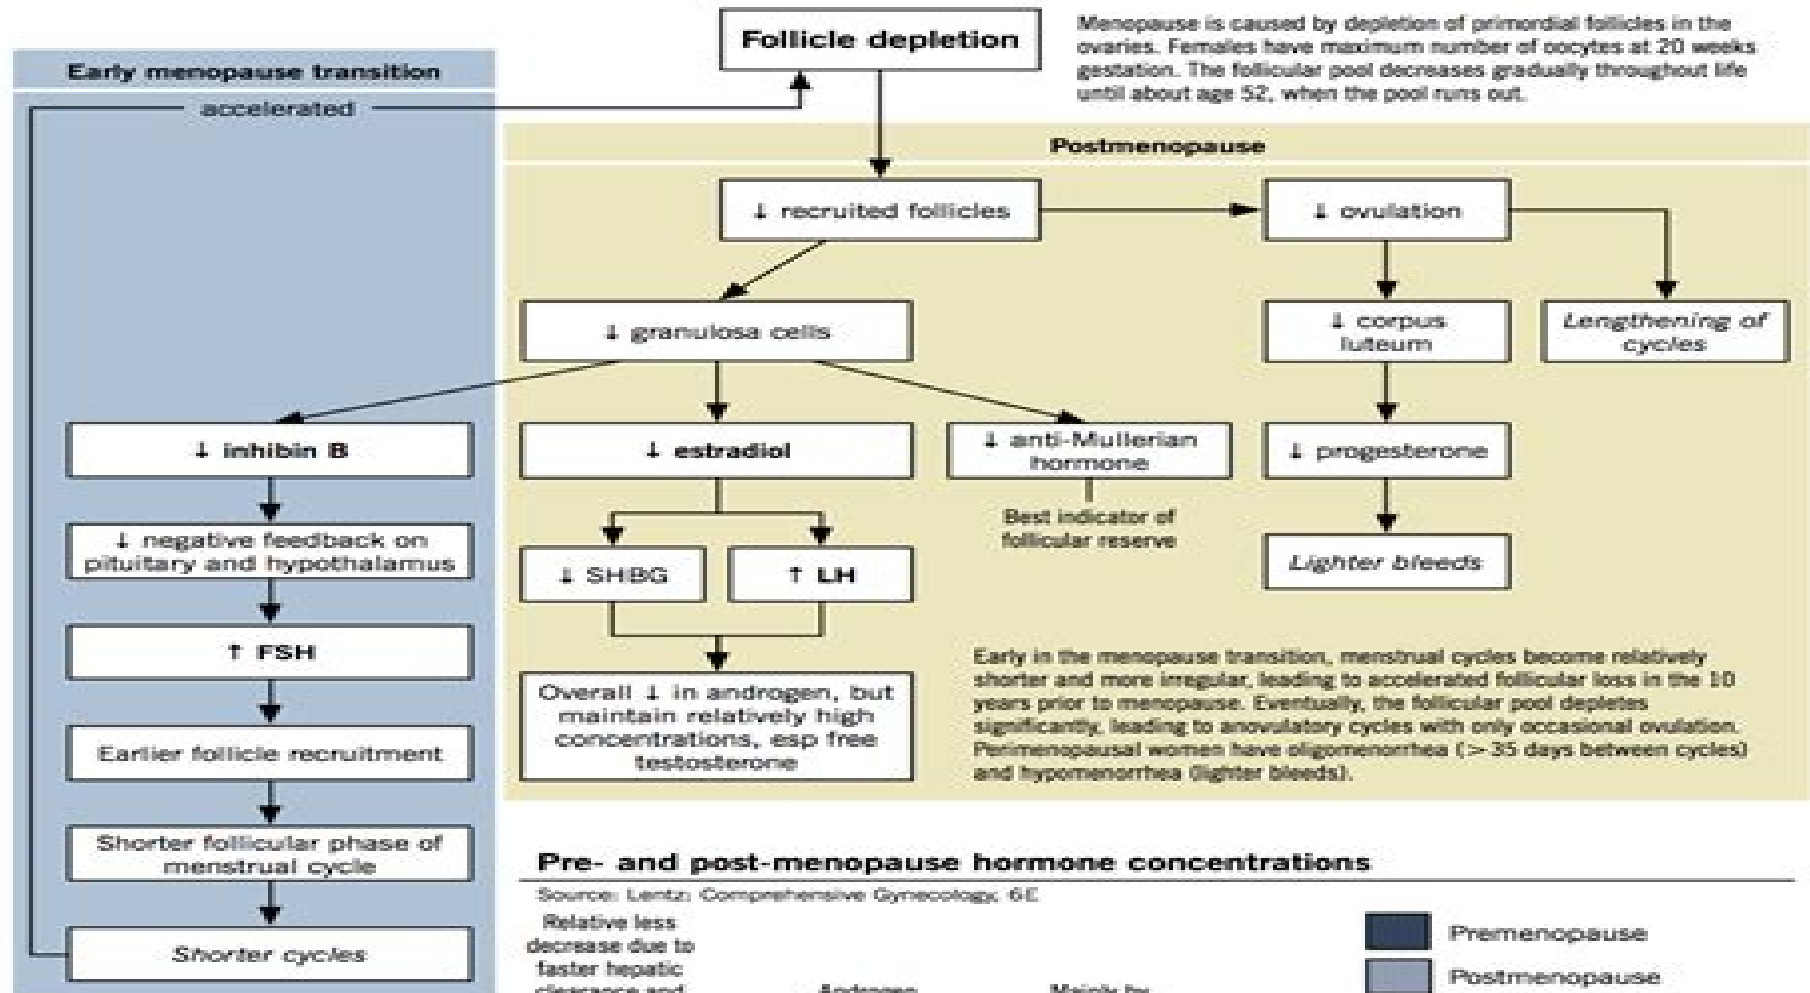 Follicle depletion
Menopause is caused by depletion of primordial follicles in the
ovaries. Females have maximum number of oocytes at 20 weeks
gestation. The follicular pool decreases gradually throughout life
until about age 52, when the pool runs out.
Early menopause transition
accelerated
Postmenopause
↓ recruited follicles
↓ ovulation
↓ granulosa cells
↓ corpus
luteum
Lengthening of
cycles
↓ inhibin B
↓ estradiol
↓ anti-Mullerian
hormone
↓ progesterone
Best indicator of
follicular reserve
↓ negative feedback on
pituitary and hypothalamus
↓ SHBG
↑ LH
Lighter bleeds
↑ FSH
Overall ↓ in androgen, but
maintain relatively high
concentrations, esp free
testosterone
Early in the menopause transition, menstrual cycles become relatively
shorter and more irregular, leading to accelerated follicular loss in the 10
years prior to menopause. Eventually, the follicular pool depletes
significantly, leading to anovulatory cycles with only occasional ovulation.
Perimenopausal women have oligomenorrhea (>35 days between cycles)
and hypomenorrhea (lighter bleeds).
Earlier follicle recruitment
Shorter follicular phase of
menstrual cycle
Shorter cycles
Pre- and post-menopause hormone concentrations
Source: Lentz: Comprehensive Gynecology, 6E
Relative less
decrease due to
faster hepatic
clearance and
Androgen
Mainly by
Premenopause
Postmenopause